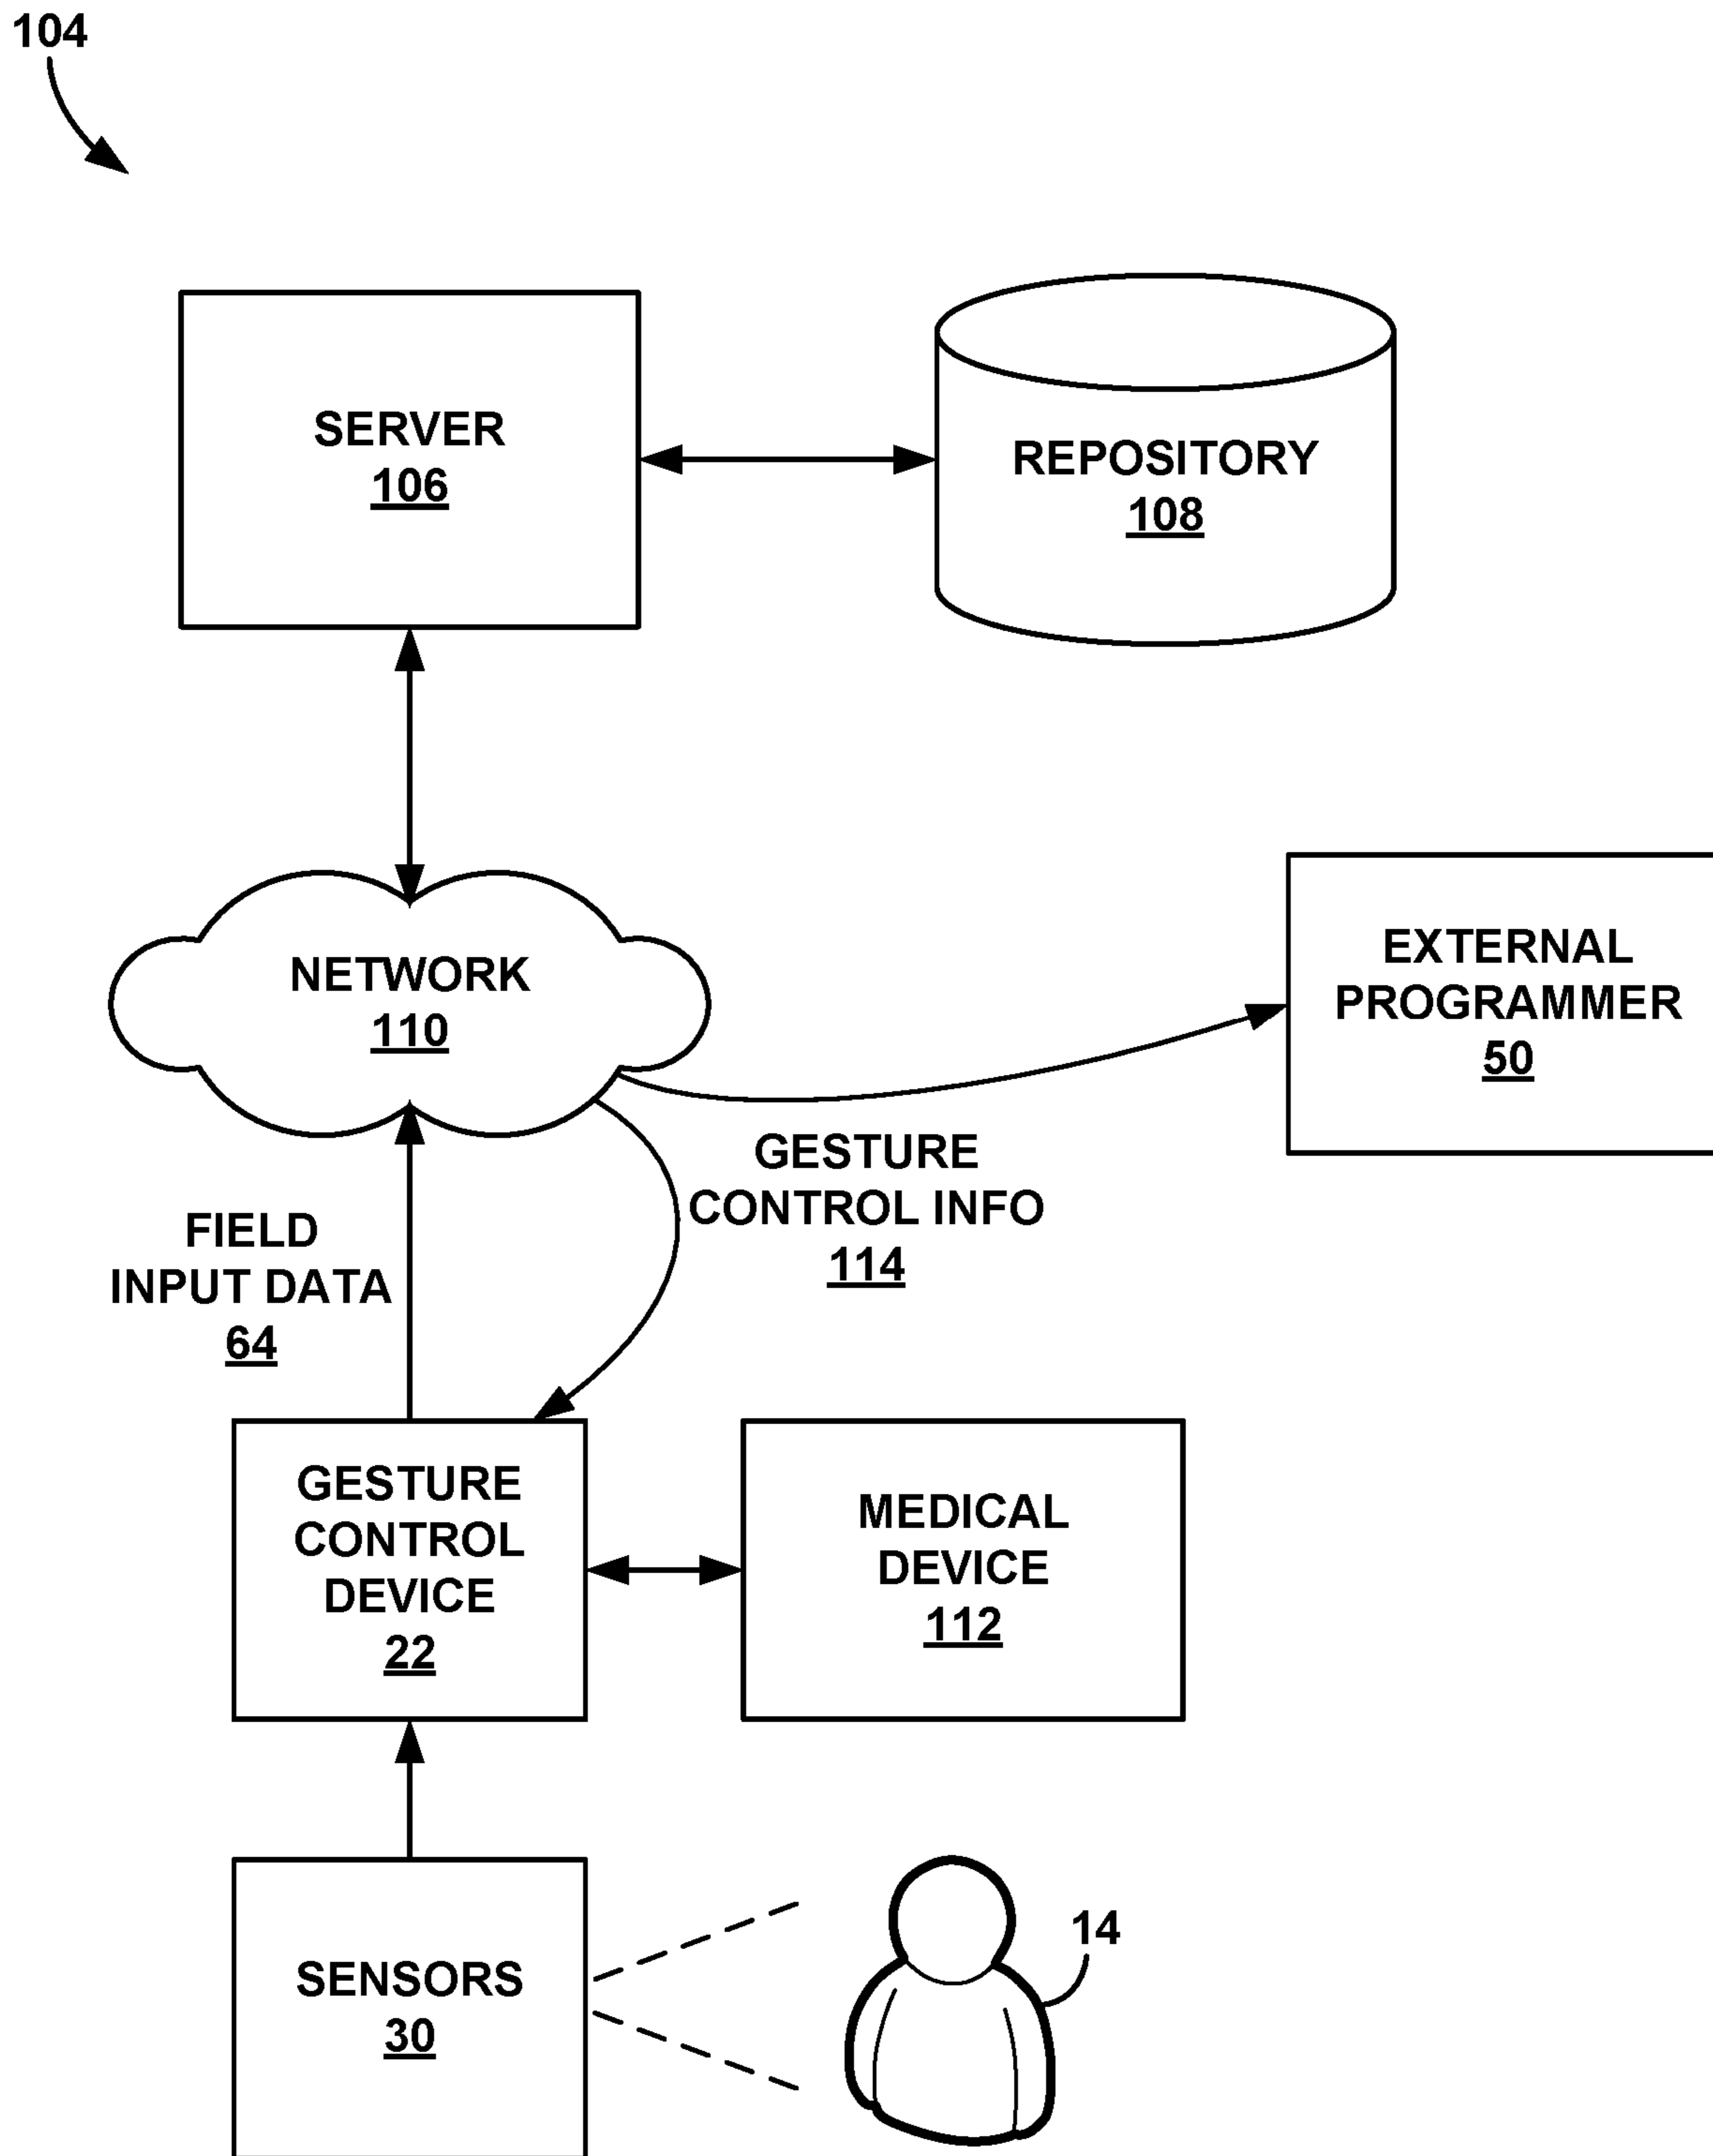 104
SERVER
106
REPOSITORY
108
NETWORK
110
EXTERNAL
PROGRAMMER
50
GESTURE
CONTROL INFO
114
FIELD
INPUT DATA
64
GESTURE
CONTROL
DEVICE
22
MEDICAL
DEVICE
112
SENSORS
30
14